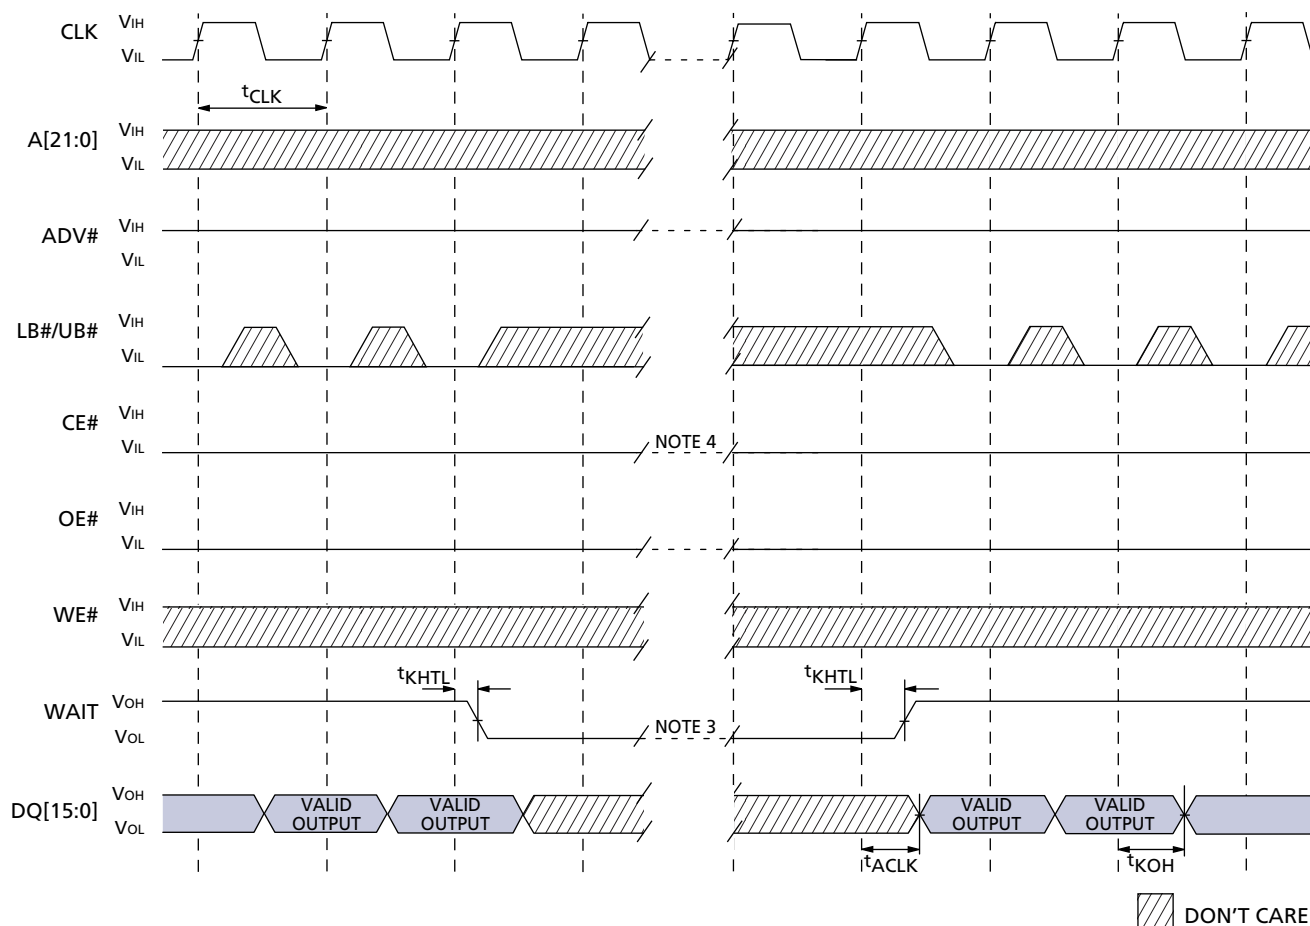 CLK VIH
VIL
tCLK
A[21:0] VIH
VIL
ADV# VIH
VIL
LB#/UB# VIH
VIL
CE# VIH
VIL NOTE 4
OE# VIH
VIL
WE# VIH
VIL
tKHTL tKHTL
WAIT VOH
VOL NOTE 3
DQ[15:0] VOH
VOL
VALID OUTPUT
VALID OUTPUT
VALID OUTPUT
VALID OUTPUT
tACLK tKOH
DON'T CARE